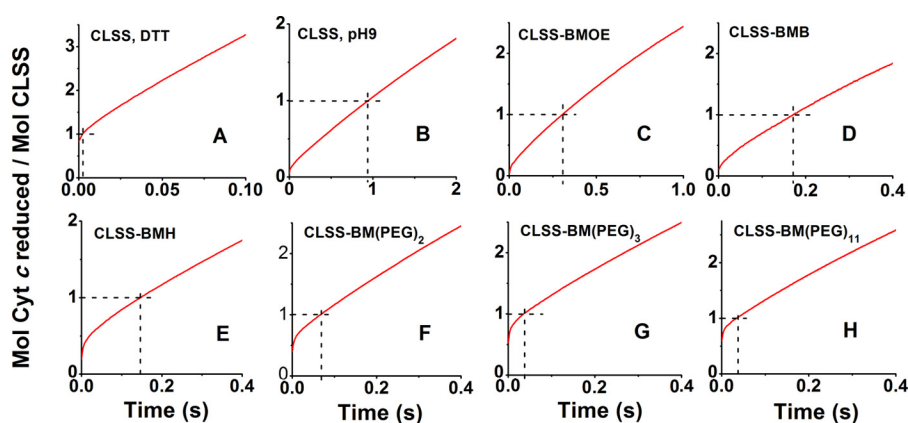 Mol Cyt c reduced / Mol CLSS
CLSS, DTT
3
2
1
0
A
0.00 0.05 0.10
CLSS, pH9
2
1
0
B
0 1 2
CLSS-BMOE
2
1
0
C
0.0 0.5 1.0
CLSS-BMB
2
1
0
D
0.0 0.2 0.4
CLSS-BMH
2
1
0
E
0.0 0.2 0.4
Time (s)
CLSS-BM(PEG)2
2
1
0
F
0.0 0.2 0.4
Time (s)
CLSS-BM(PEG)3
2
1
0
G
0.0 0.2 0.4
Time (s)
CLSS-BM(PEG)11
2
1
0
H
0.0 0.2 0.4
Time (s)